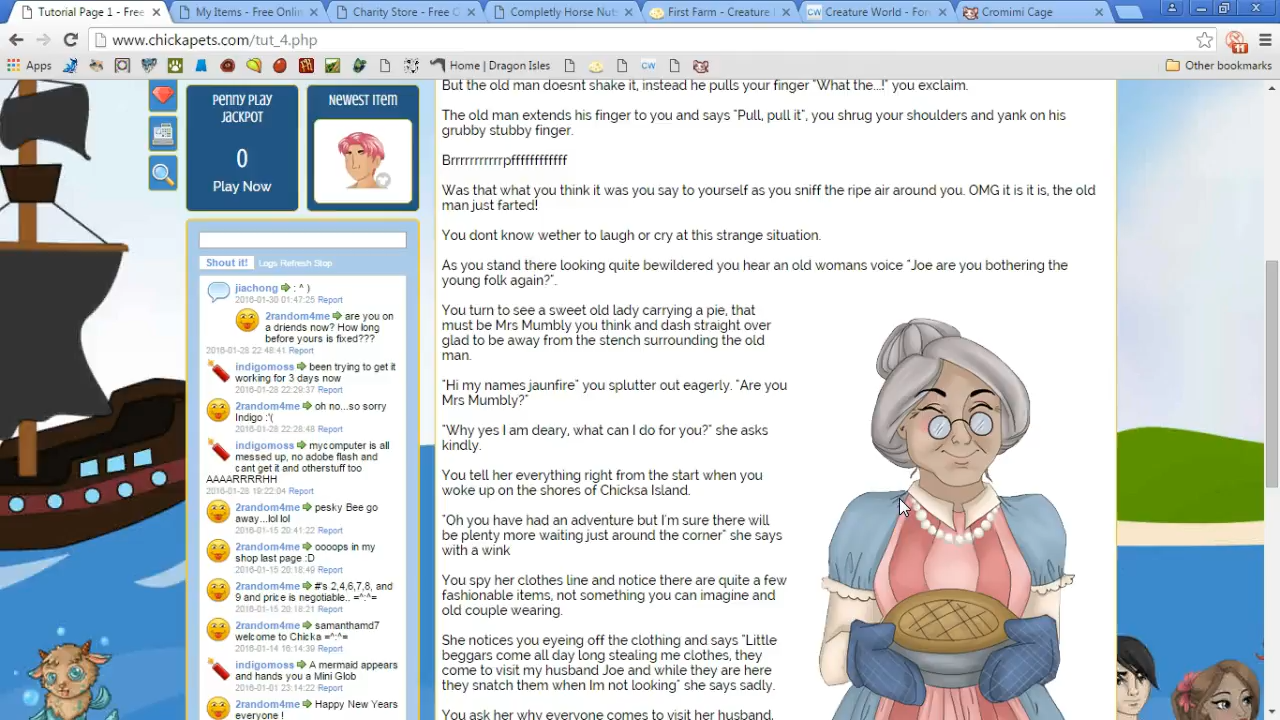 Tutorial Page 1 - Free
My Items - Free Onlin
Charity Store - Free C
Completly Horse Nut
First Farm - Creature
Creature World - For
Cromimi Cage
www.chickapets.com/tut_4.php
11
Apps
Home | Dragon Isles
CW
Other bookmarks
Penny Play
Jackpot
0
Play Now
Newest Item
Shout it! Logs Refresh Stop
jiachong : ^ )
2016-01-30 01:47:25 Report
2random4me are you on
a driends now? How long
before yours is fixed???
2016-01-28 22:48:41 Report
indigomoss been trying to get it
working for 3 days now
2016-01-28 22:29:37 Report
2random4me oh no...so sorry
Indigo :'(
2016-01-28 22:28:48 Report
indigomoss mycomputer is all
messed up, no adobe flash and
cant get it and otherstuff too
AAAARRRRHH
2016-01-28 19:22:04 Report
2random4me pesky Bee go
away...lol lol
2016-01-15 20:41:22 Report
2random4me oooops in my
shop last page :D
2016-01-15 20:18:49 Report
2random4me #'s 2,4,6,7,8, and
9 and price is negotiable.. =^:^=
2016-01-15 20:18:21 Report
2random4me samanthamd7
welcome to Chicka =^:^=
2016-01-14 16:14:39 Report
indigomoss A mermaid appears
and hands you a Mini Glob
2016-01-01 23:14:22 Report
2random4me Happy New Years
everyone !
But the old man doesnt shake it, instead he pulls your finger "What the...!" you exclaim.
The old man extends his finger to you and says "Pull, pull it", you shrug your shoulders and yank on his
grubby stubby finger.
Brrrrrrrrrrrpffffffffffff
Was that what you think it was you say to yourself as you sniff the ripe air around you. OMG it is it is, the old
man just farted!
You dont know wether to laugh or cry at this strange situation.
As you stand there looking quite bewildered you hear an old womans voice "Joe are you bothering the
young folk again?".
You turn to see a sweet old lady carrying a pie, that
must be Mrs Mumbly you think and dash straight over
glad to be away from the stench surrounding the old
man.
"Hi my names jaunfire" you splutter out eagerly. "Are you
Mrs Mumbly?"
"Why yes I am deary, what can I do for you?" she asks
kindly.
You tell her everything right from the start when you
woke up on the shores of Chicksa Island.
"Oh you have had an adventure but I'm sure there will
be plenty more waiting just around the corner" she says
with a wink
You spy her clothes line and notice there are quite a few
fashionable items, not something you can imagine and
old couple wearing.
She notices you eyeing off the clothing and says "Little
beggars come all day long stealing me clothes, they
come to visit my husband Joe and while they are here
they snatch them when Im not looking" she says sadly.
You ask her why everyone comes to visit her husband,